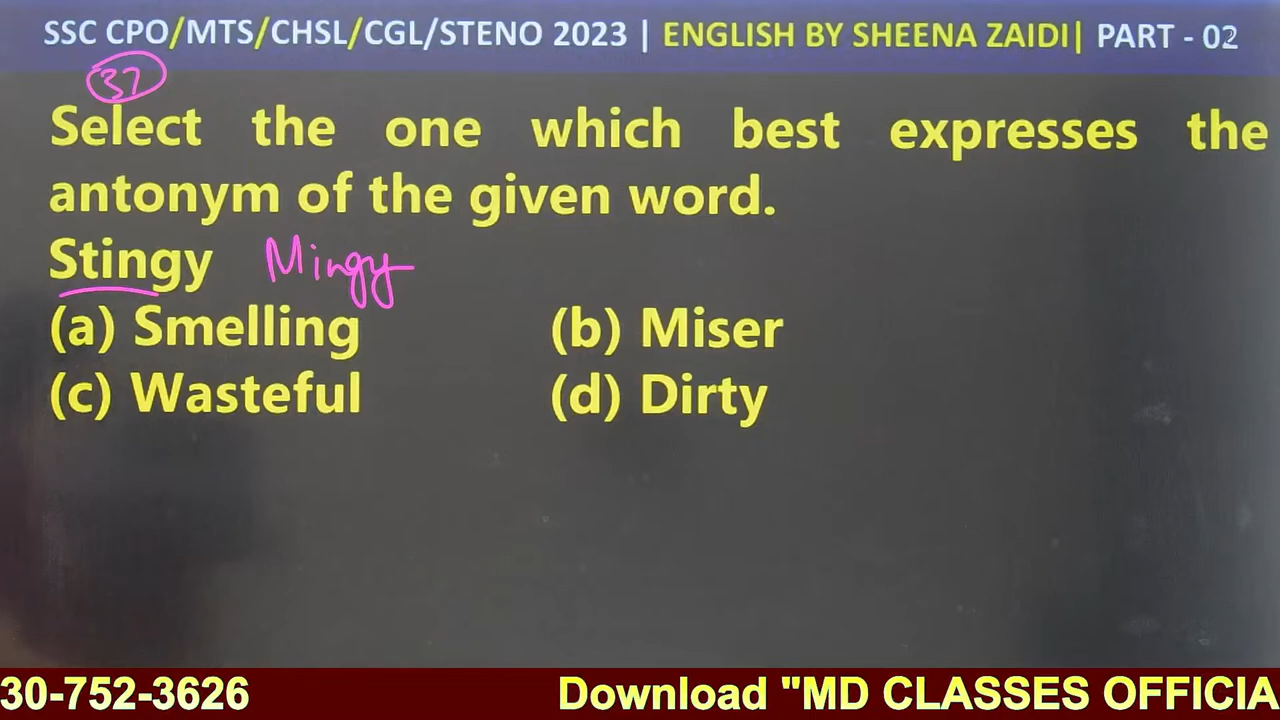 SSC CPO/MTS/CHSL/CGL/STENO 2023 | ENGLISH BY SHEENA ZAIDI| PART - 02
37
Select the one which best expresses the
antonym of the given word.
Stingy Mingy
(a) Smelling (b) Miser
(c) Wasteful (d) Dirty
30-752-3626 Download "MD CLASSES OFFICIA